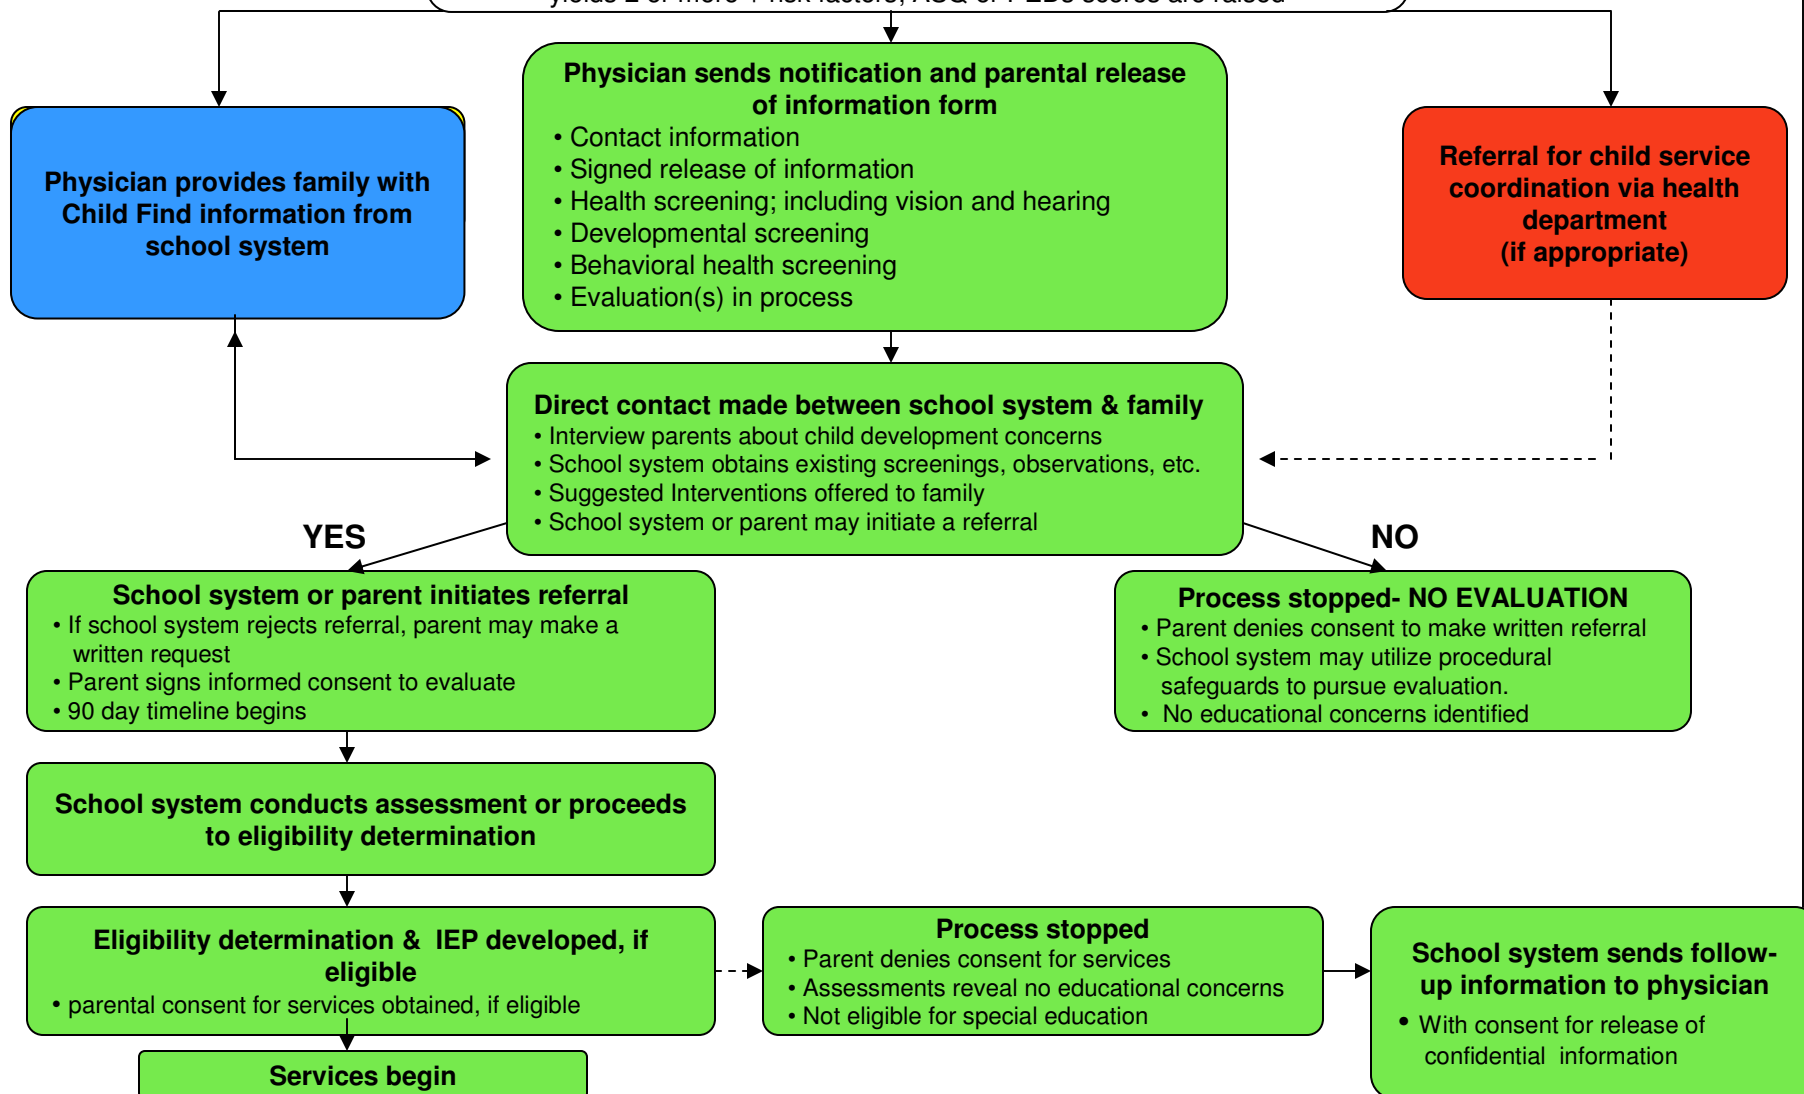 Physician sends notification and parental release
of information form
• Contact information
• Signed release of information
• Health screening; including vision and hearing
• Developmental screening
• Behavioral health screening
• Evaluation(s) in process
Physician provides family with
Child Find information from
school system
Referral for child service
coordination via health
department
(if appropriate)
Direct contact made between school system & family
• Interview parents about child development concerns
• School system obtains existing screenings, observations, etc.
• Suggested Interventions offered to family
• School system or parent may initiate a referral
YES
NO
School system or parent initiates referral
• If school system rejects referral, parent may make a
written request
• Parent signs informed consent to evaluate
• 90 day timeline begins
Process stopped- NO EVALUATION
• Parent denies consent to make written referral
• School system may utilize procedural
safeguards to pursue evaluation.
• No educational concerns identified
School system conducts assessment or proceeds
to eligibility determination
Eligibility determination & IEP developed, if
eligible
• parental consent for services obtained, if eligible
Process stopped
• Parent denies consent for services
• Assessments reveal no educational concerns
• Not eligible for special education
School system sends follow-
up information to physician
• With consent for release of
confidential information
Services begin